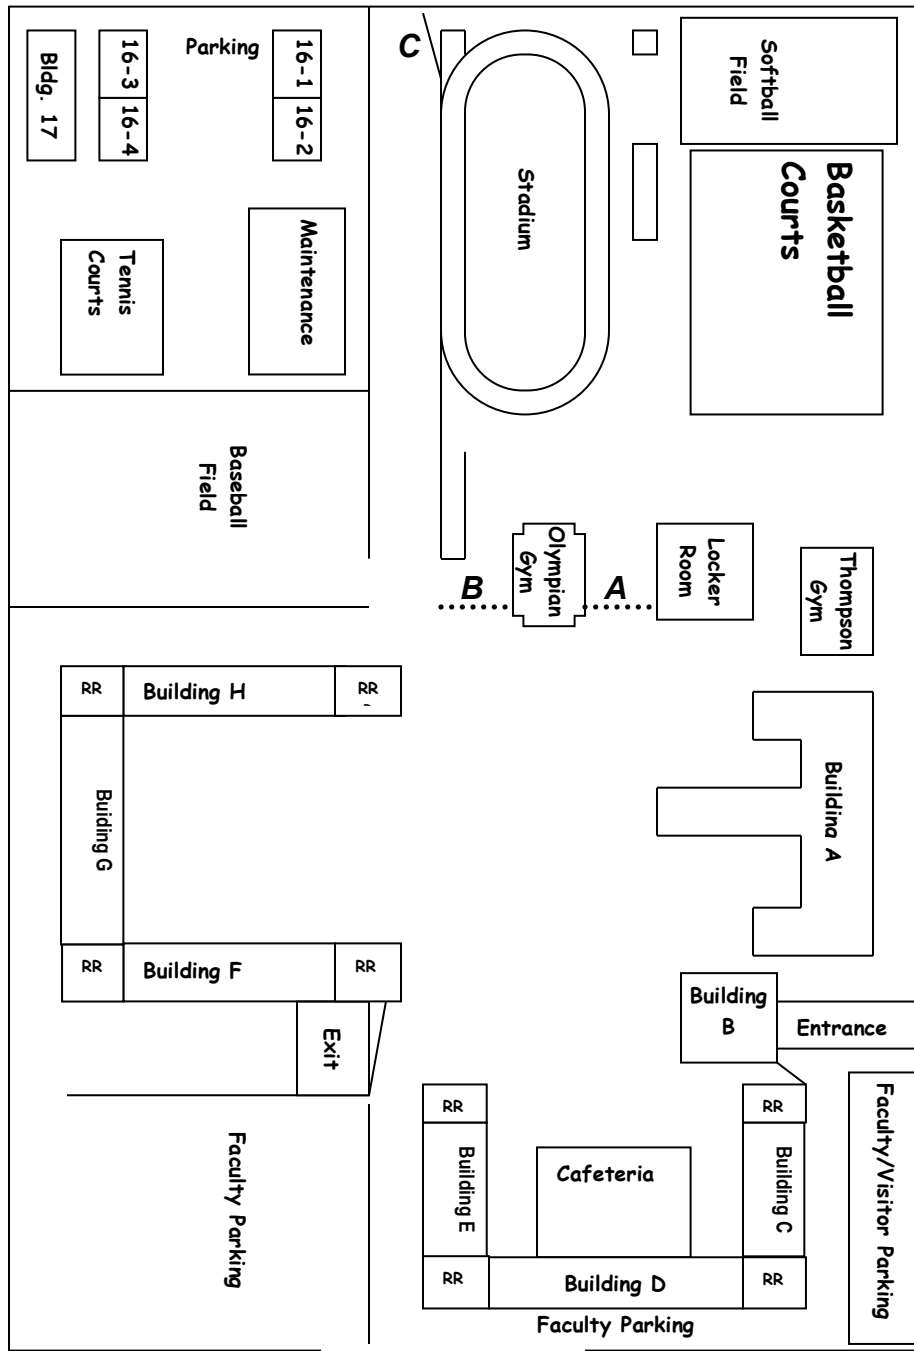 C
Parking
16-1
16-2
16-3
16-4
Bldg. 17
Softball
Field
Basketball
Courts
Stadium
Maintenance
Tennis
Courts
Baseball
Field
Olympian
Gym
Locker
Room
Thompson
Gym
B
A
RR
Building H
RR
Buiding G
Building A
RR
Building F
RR
Exit
Building
B
Entrance
RR
RR
Faculty/Visitor Parking
Faculty Parking
Building E
Cafeteria
Building C
RR
Building D
RR
Faculty Parking